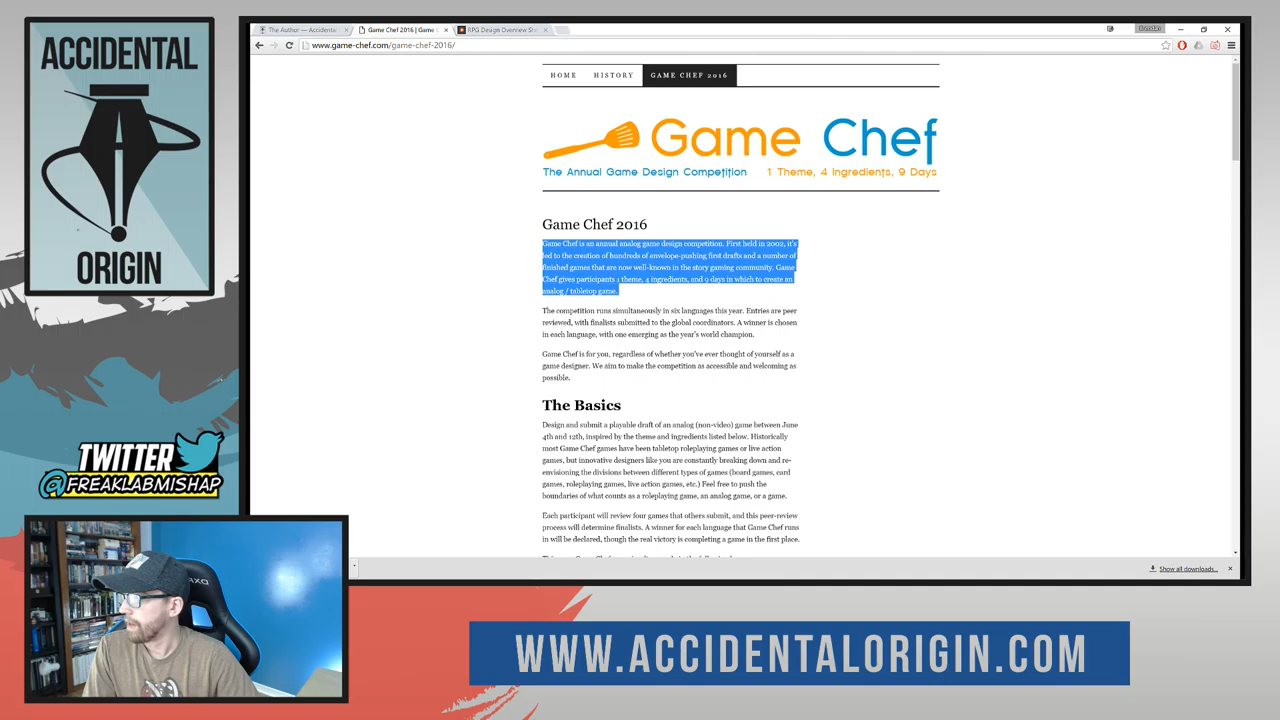 ACCIDENTAL
ORIGIN
TWITTER
@FREAKLABMISHAP
The Author — Accidental
Game Chef 2016 | Game
RPG Design Overview
www.game-chef.com/game-chef-2016/
HOME
HISTORY
GAME CHEF 2016
Game Chef
The Annual Game Design Competition 1 Theme, 4 Ingredients, 9 Days
Game Chef 2016
Game Chef is an annual analog game design competition. First held in 2002, it's
led to the creation of hundreds of envelope-pushing first drafts and a number of
finished games that are now well-known in the story gaming community. Game
Chef gives participants 1 theme, 4 ingredients, and 9 days in which to create an
analog / tabletop game.
The competition runs simultaneously in six languages this year. Entries are peer
reviewed, with finalists submitted to the global coordinators. A winner is chosen
in each language, with one emerging as the year's world champion.
Game Chef is for you, regardless of whether you've ever thought of yourself as a
game designer. We aim to make the competition as accessible and welcoming as
possible.
The Basics
Design and submit a playable draft of an analog (non-video) game between June
4th and 12th, inspired by the theme and ingredients listed below. Historically
most Game Chef games have been tabletop roleplaying games or live action
games, but innovative designers like you are constantly breaking down and re-
envisioning the divisions between different types of games (board games, card
games, roleplaying games, live action games, etc.) Feel free to push the
boundaries of what counts as a roleplaying game, an analog game, or a game.
Each participant will review four games that others submit, and this peer-review
process will determine finalists. A winner for each language that Game Chef runs
in will be declared, though the real victory is completing a game in the first place.
Show all downloads...
WWW.ACCIDENTALORIGIN.COM